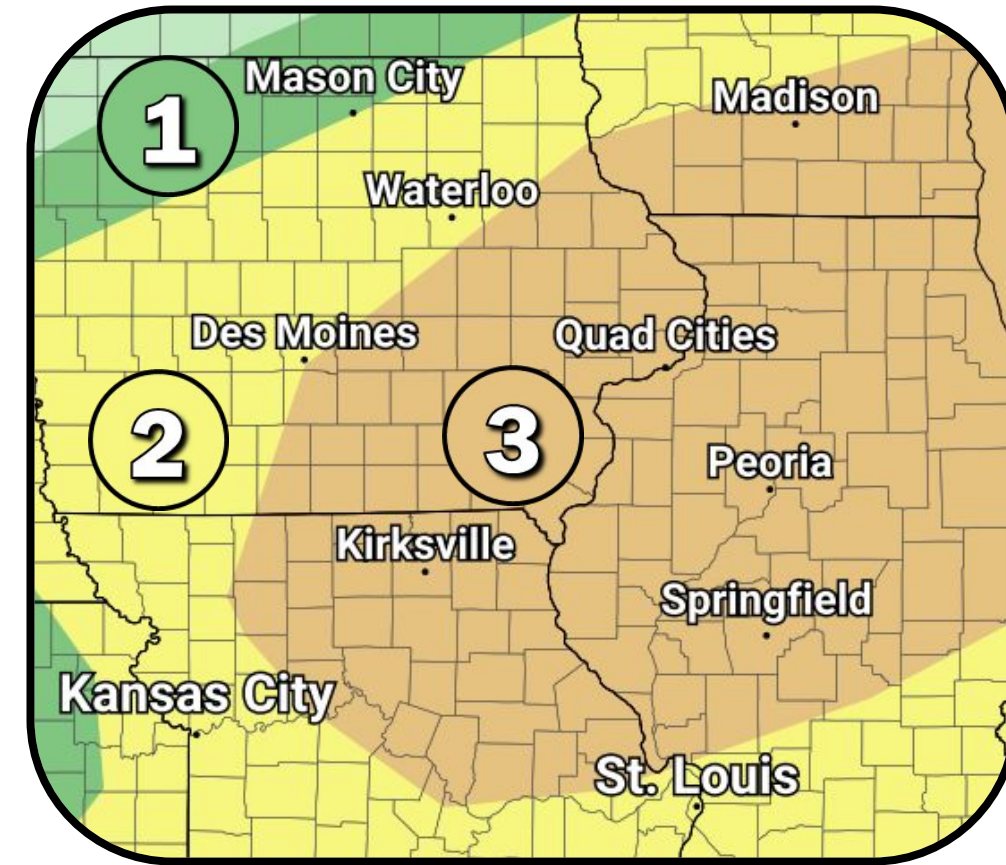 Mason City
1
Madison
Waterloo
Des Moines
Quad Cities
2
3
Peoria
Kirksville
Springfield
Kansas City
St. Louis